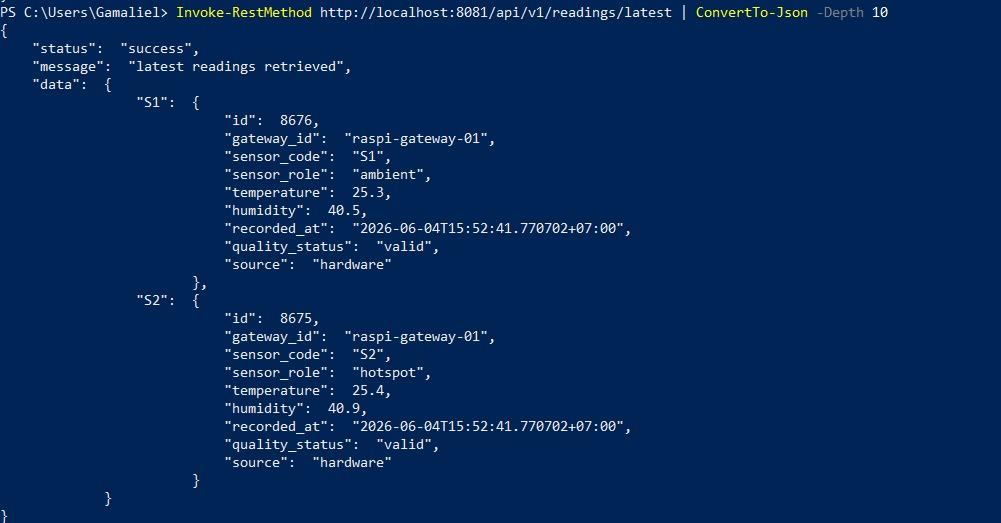 PS C:\Users\Gamaliel> Invoke-RestMethod http://localhost:8081/api/v1/readings/latest | ConvertTo-Json -Depth 10
{
    "status":  "success",
    "message":  "latest readings retrieved",
    "data":  {
                 "S1":  {
                            "id":  8676,
                            "gateway_id":  "raspi-gateway-01",
                            "sensor_code":  "S1",
                            "sensor_role":  "ambient",
                            "temperature":  25.3,
                            "humidity":  40.5,
                            "recorded_at":  "2026-06-04T15:52:41.770702+07:00",
                            "quality_status":  "valid",
                            "source":  "hardware"
                        },
                 "S2":  {
                            "id":  8675,
                            "gateway_id":  "raspi-gateway-01",
                            "sensor_code":  "S2",
                            "sensor_role":  "hotspot",
                            "temperature":  25.4,
                            "humidity":  40.9,
                            "recorded_at":  "2026-06-04T15:52:41.770702+07:00",
                            "quality_status":  "valid",
                            "source":  "hardware"
                        }
             }
}